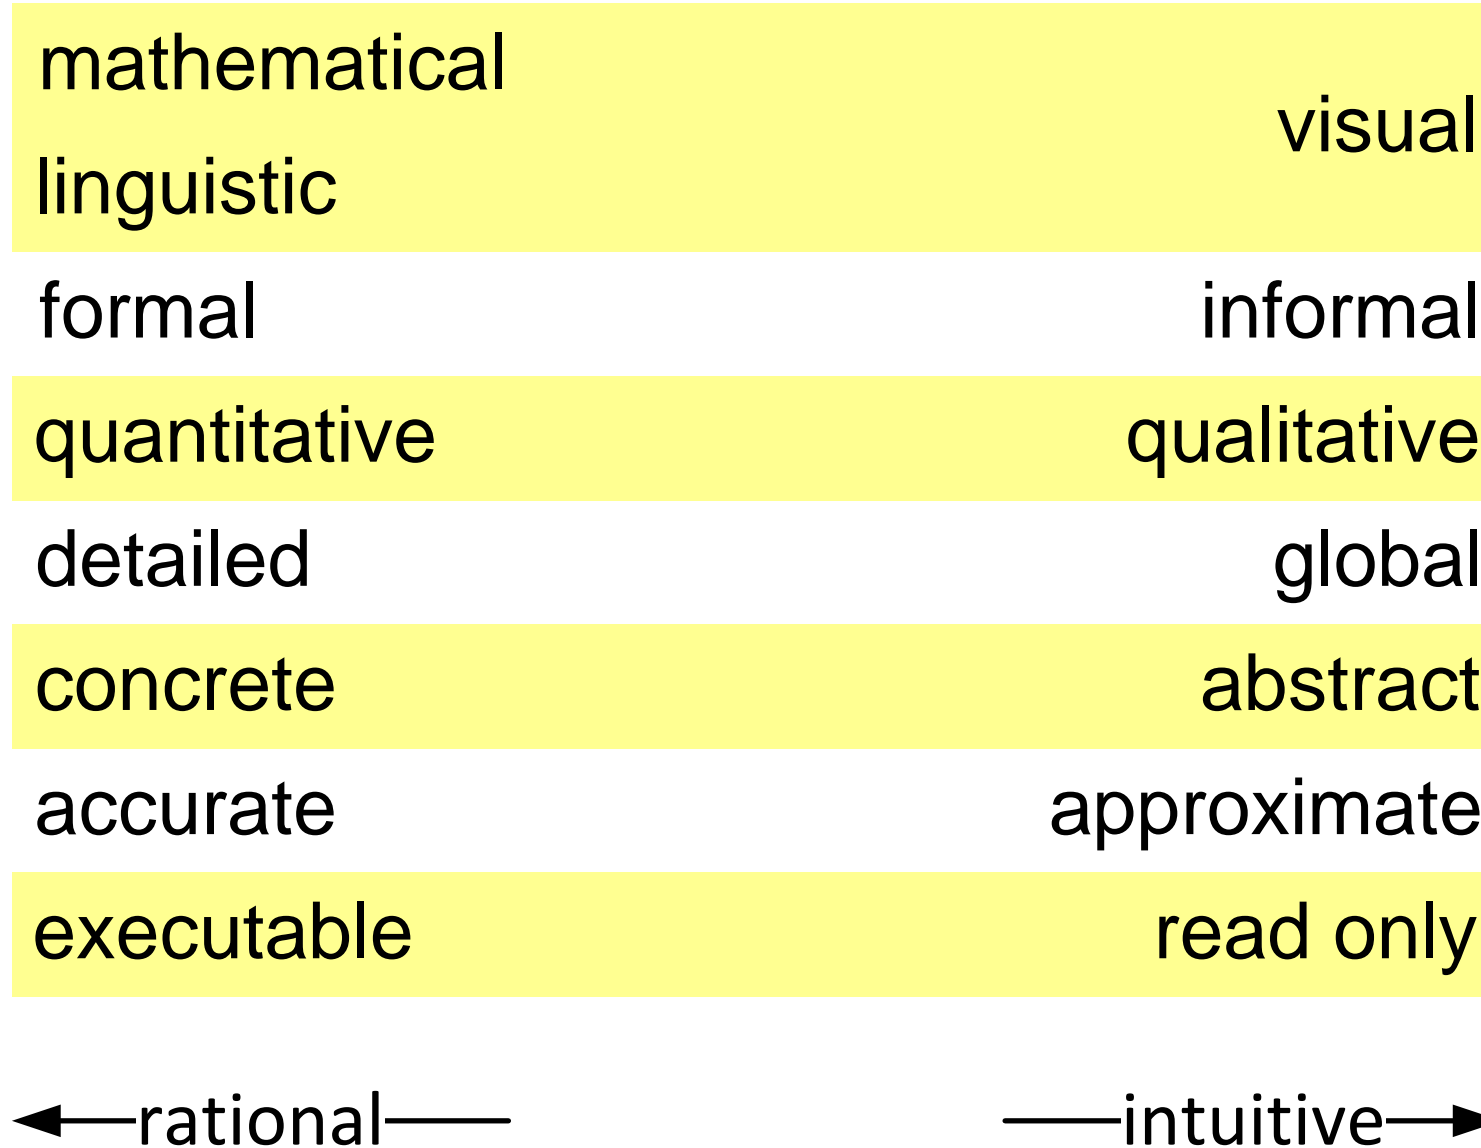 mathematical
visual
linguistic
formal informal
quantitative qualitative
detailed global
concrete abstract
accurate approximate
executable read only
rational intuitive